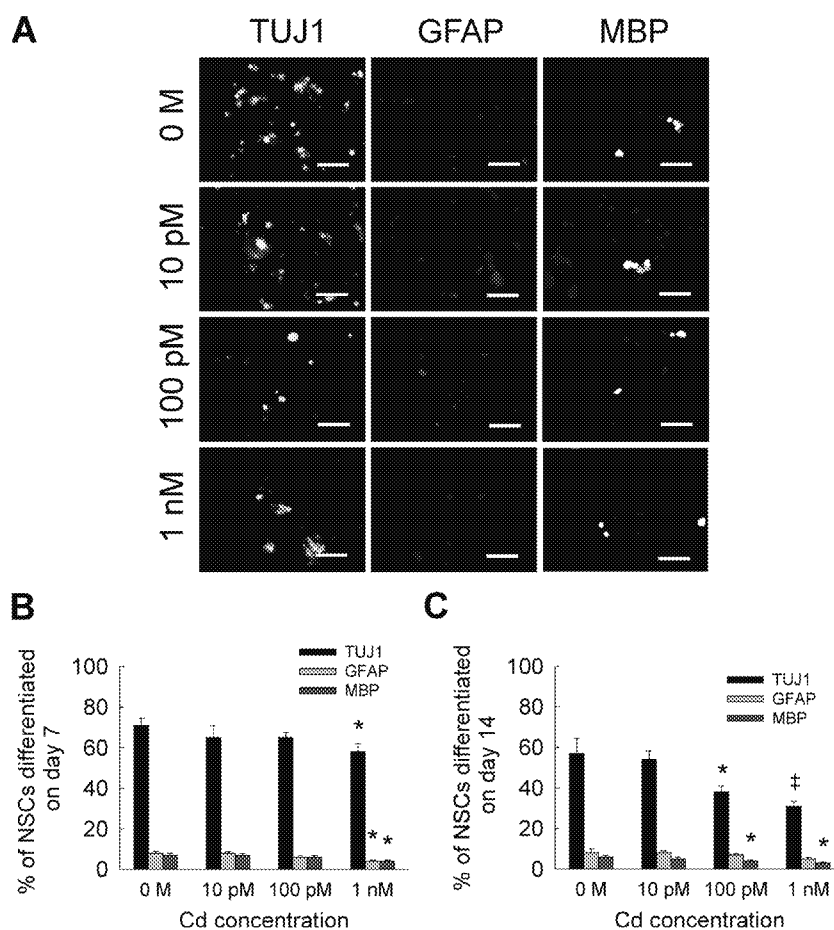 A
TUJ1 GFAP MBP
0 M
10 pM
100 pM
1 nM
B
% of NSCs differentiated
on day 7
100
80
60
40
20
0
TUJ1
GFAP
MBP
*
* *
0 M 10 pM 100 pM 1 nM
Cd concentration
C
% of NSCs differentiated
on day 14
100
80
60
40
20
0
TUJ1
GFAP
MBP
* ‡
* *
0 M 10 pM 100 pM 1 nM
Cd concentration